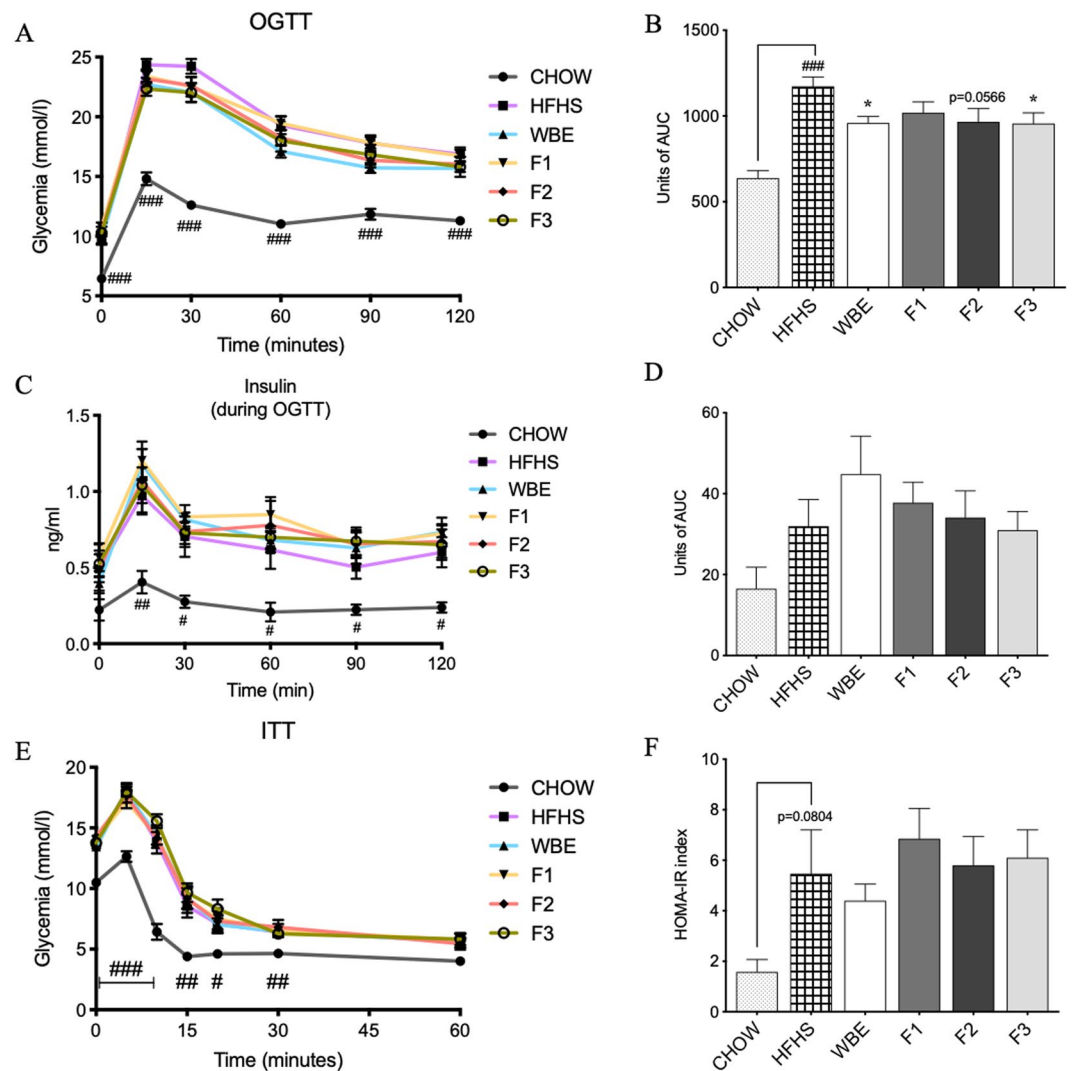 A
OGTT
25
20
15
10
5
Glycemia (mmol/l)
###
###
###
###
###
###
0
30
60
90
120
Time (minutes)
CHOW
HFHS
WBE
F1
F2
F3
B
1500
1000
500
0
Units of AUC
###
*
p=0.0566
*
CHOW
HFHS
WBE
F1
F2
F3
C
Insulin
(during OGTT)
1.5
1.0
0.5
0.0
ng/ml
##
#
#
#
#
0
30
60
90
120
Time (min)
CHOW
HFHS
WBE
F1
F2
F3
D
60
40
20
0
Units of AUC
CHOW
HFHS
WBE
F1
F2
F3
E
ITT
20
15
10
5
0
Glycemia (mmol/l)
###
##
#
##
0
15
30
45
60
Time (minutes)
CHOW
HFHS
WBE
F1
F2
F3
F
10
8
6
4
2
0
HOMA-IR index
p=0.0804
CHOW
HFHS
WBE
F1
F2
F3